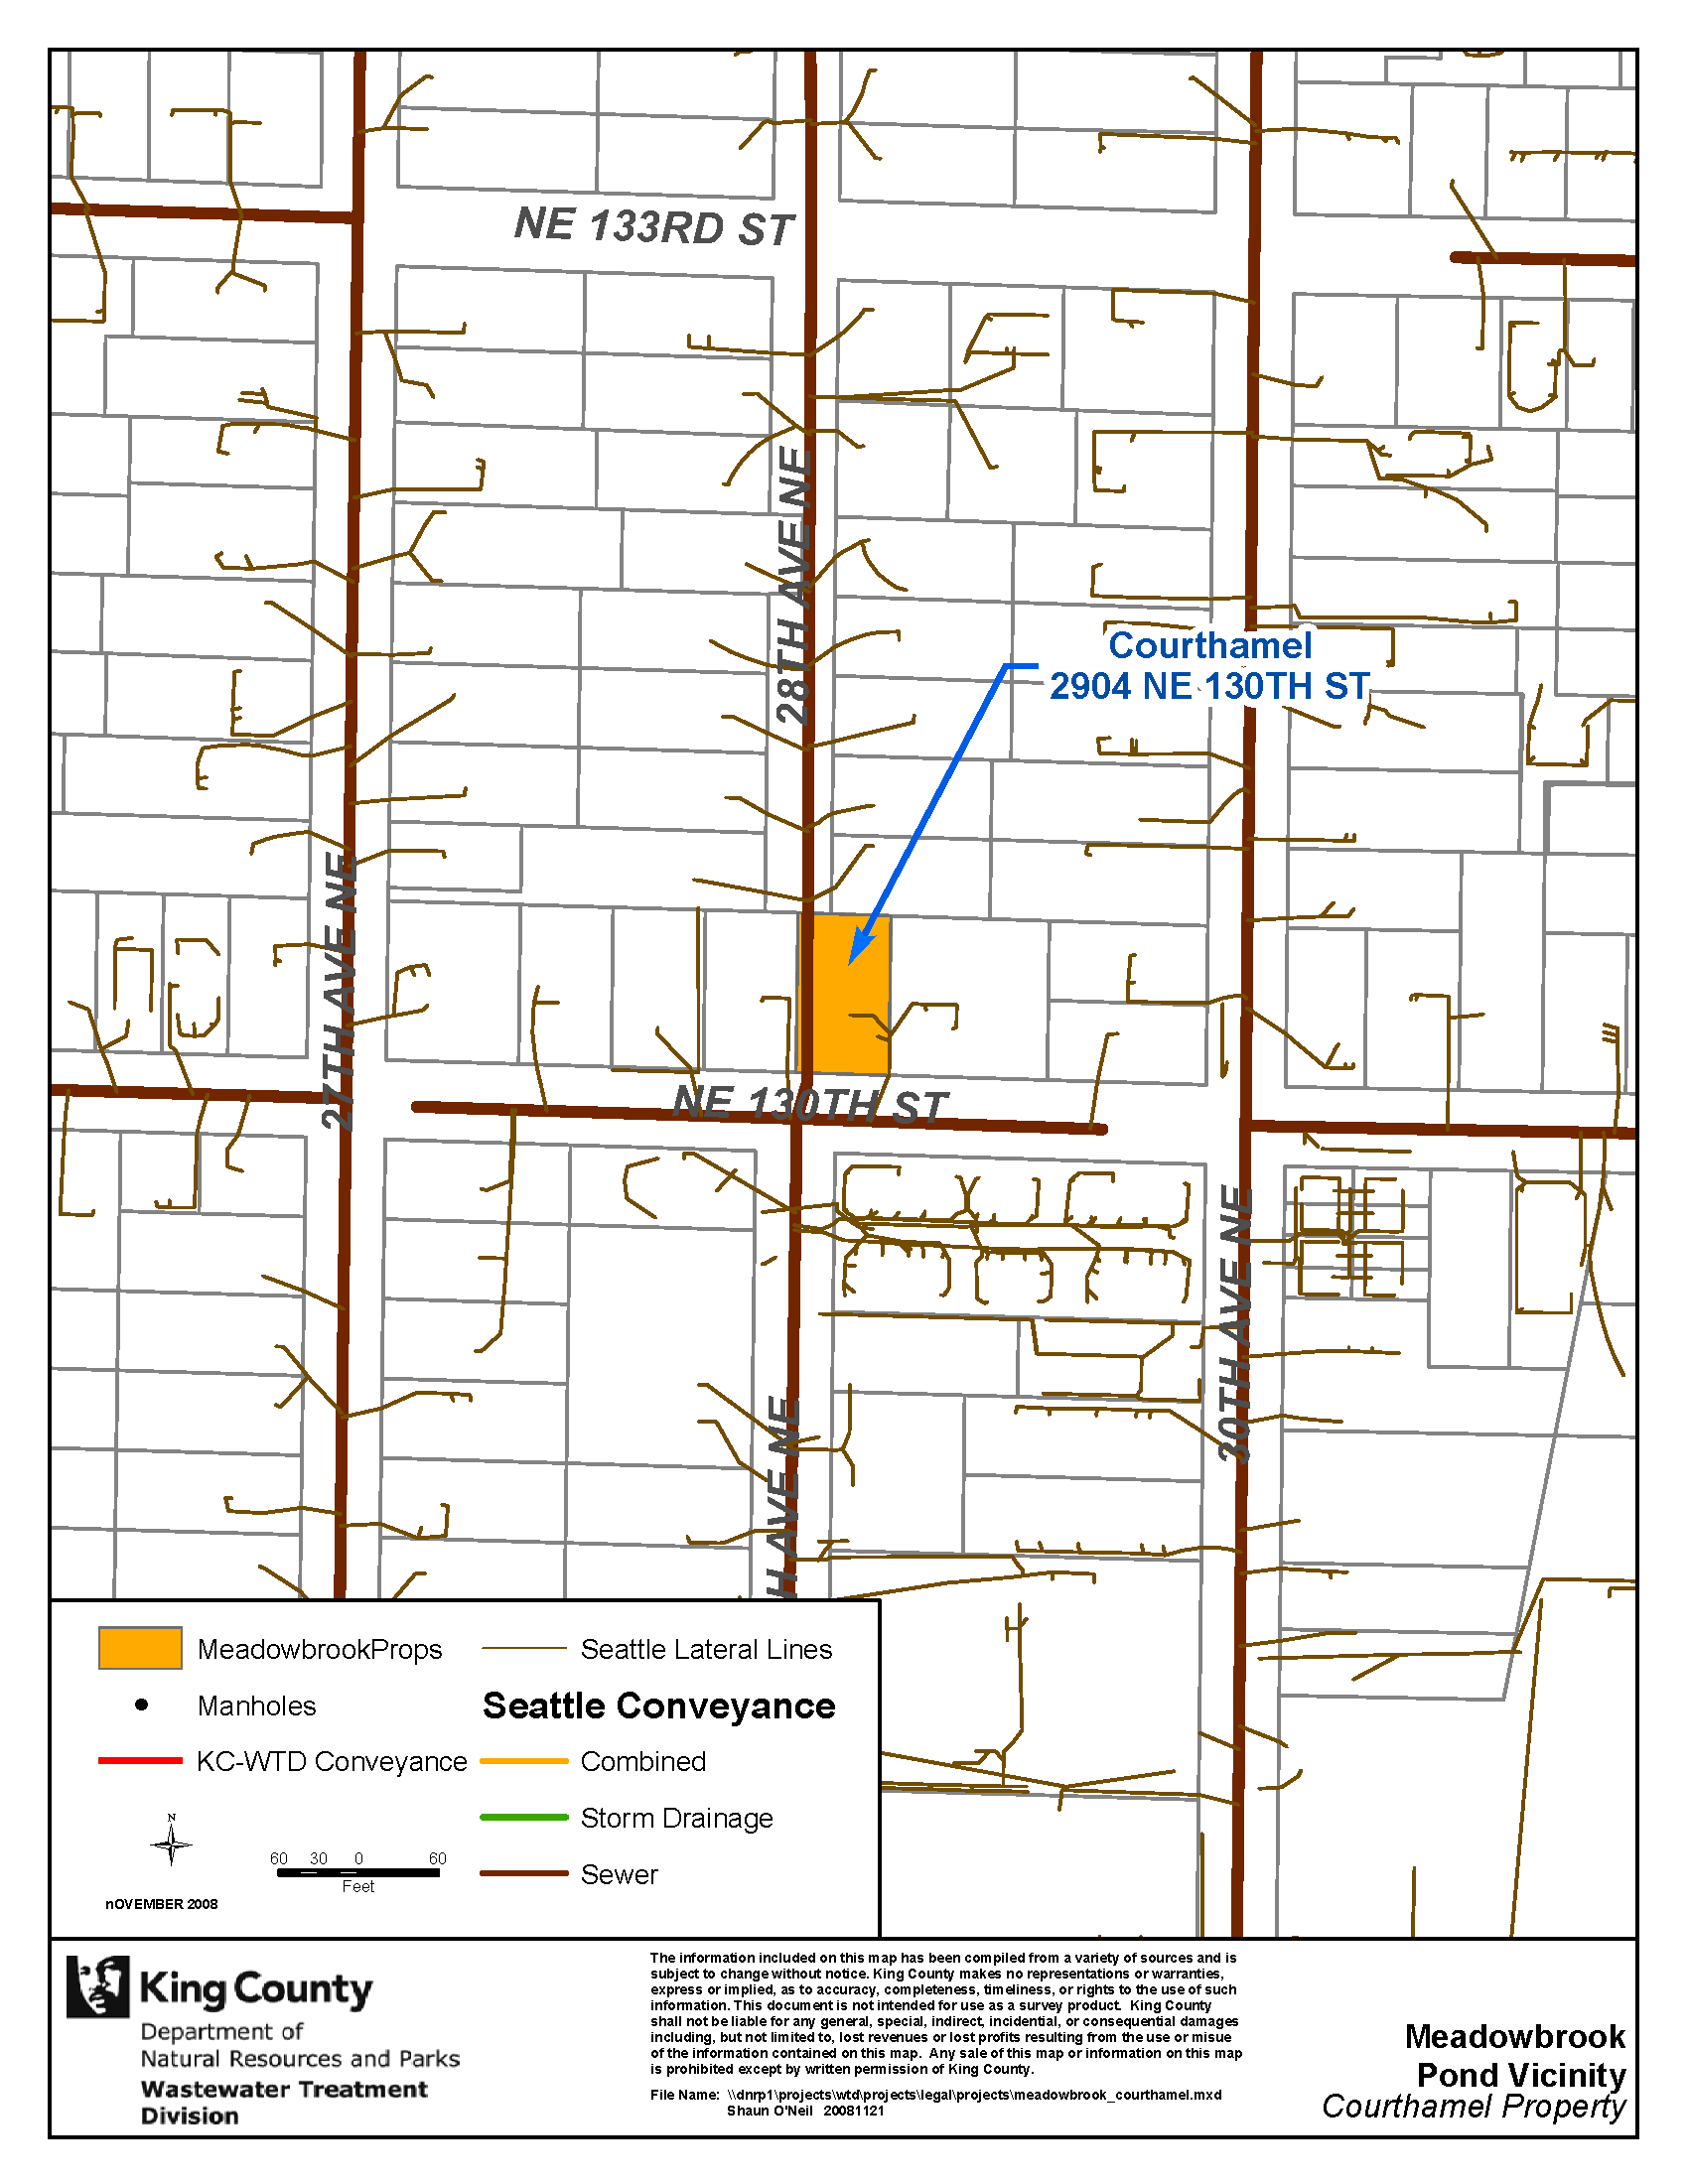 NE 133RD ST
28TH AVE NE
Courthamel
2904 NE 130TH ST
27TH AVE NE
NE 130TH ST
30TH AVE NE
H AVE NE
MeadowbrookProps
Manholes
KC-WTD Conveyance
Seattle Lateral Lines
Seattle Conveyance
Combined
Storm Drainage
Sewer
N
60 30 0 60
Feet
nOVEMBER 2008
King County
Department of
Natural Resources and Parks
Wastewater Treatment
Division
The information included on this map has been compiled from a variety of sources and is
subject to change without notice. King County makes no representations or warranties,
express or implied, as to accuracy, completeness, timeliness, or rights to the use of such
information. This document is not intended for use as a survey product. King County
shall not be liable for any general, special, indirect, incidential, or consequential damages
including, but not limited to, lost revenues or lost profits resulting from the use or misue
of the information contained on this map. Any sale of this map or information on this map
is prohibited except by written permission of King County.
File Name: \\dnrp1\projects\wtd\projects\legal\projects\meadowbrook_courthamel.mxd
Shaun O'Neil 20081121
Meadowbrook
Pond Vicinity
Courthamel Property